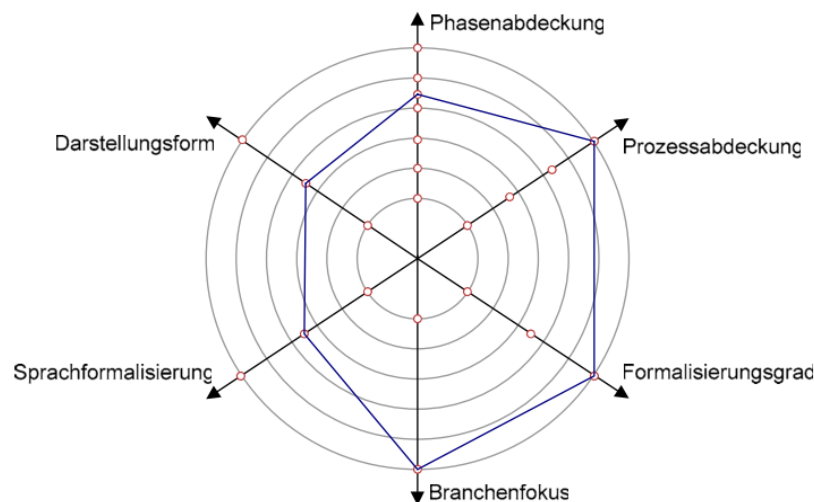 Phasenabdeckung
Darstellungsform
Prozessabdeckung
Sprachformalisierung
Formalisierungsgrad
Branchenfokus